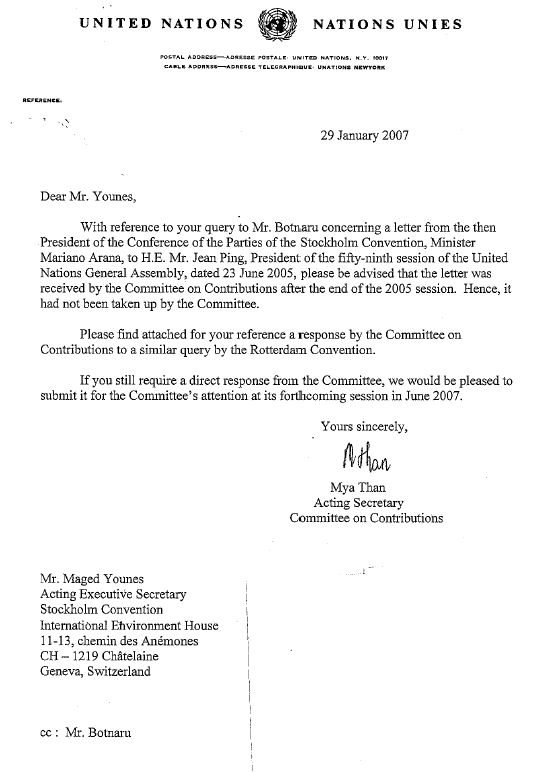 UNITED NATIONS NATIONS UNIES
POSTAL ADDRESS—ADRESSE POSTALE: UNITED NATIONS, N.Y. 10017
CABLE ADDRESS—ADRESSE TELEGRAPHIQUE: UNATIONS NEWYORK
REFERENCE:
29 January 2007
Dear Mr. Younes,
With reference to your query to Mr. Botnaru concerning a letter from the then
President of the Conference of the Parties of the Stockholm Convention, Minister
Mariano Arana, to H.E. Mr. Jean Ping, President of the fifty-ninth session of the United
Nations General Assembly, dated 23 June 2005, please be advised that the letter was
received by the Committee on Contributions after the end of the 2005 session. Hence, it
had not been taken up by the Committee.
Please find attached for your reference a response by the Committee on
Contributions to a similar query by the Rotterdam Convention.
If you still require a direct response from the Committee, we would be pleased to
submit it for the Committee's attention at its forthcoming session in June 2007.
Yours sincerely,
Mya Than
Acting Secretary
Committee on Contributions
Mr. Maged Younes
Acting Executive Secretary
Stockholm Convention
International Environment House
11-13, chemin des Anémones
CH – 1219 Châtelaine
Geneva, Switzerland
cc : Mr. Botnaru